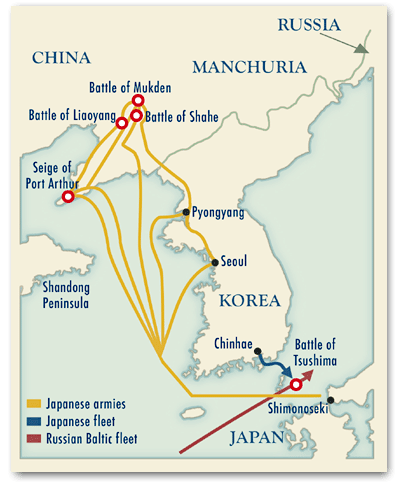 RUSSIA
CHINA
MANCHURIA
Battle of Mukden
Battle of Liaoyang
Battle of Shahe
Seige of
Port Arthur
Pyongyang
Seoul
Shandong
Peninsula
KOREA
Chinhae
Battle of
Tsushima
Shimonoseki
JAPAN
Japanese armies
Japanese fleet
Russian Baltic fleet